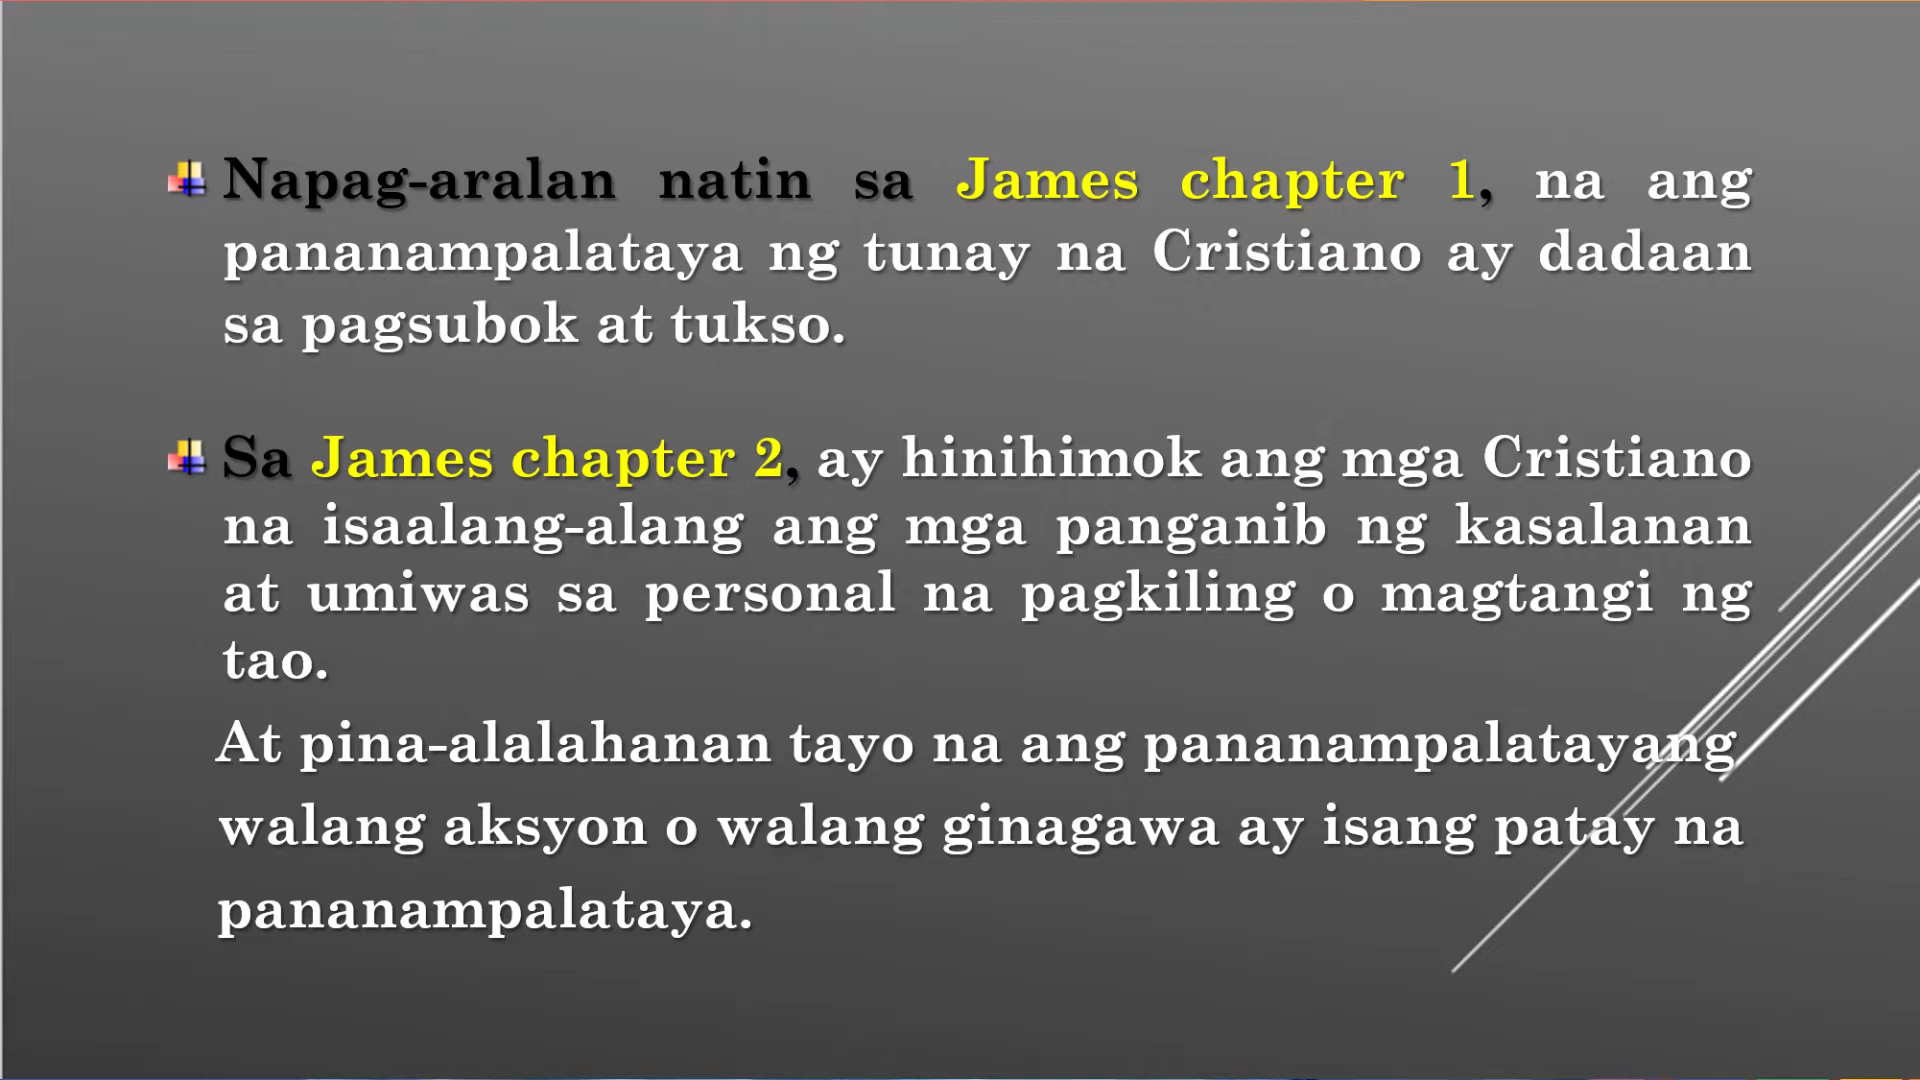 Napag-aralan natin sa James chapter 1, na ang
pananampalataya ng tunay na Cristiano ay dadaan
sa pagsubok at tukso.
Sa James chapter 2, ay hinihimok ang mga Cristiano
na isaalang-alang ang mga panganib ng kasalanan
at umiwas sa personal na pagkiling o magtangi ng
tao.
At pina-alalahanan tayo na ang pananampalatayang
walang aksyon o walang ginagawa ay isang patay na
pananampalataya.